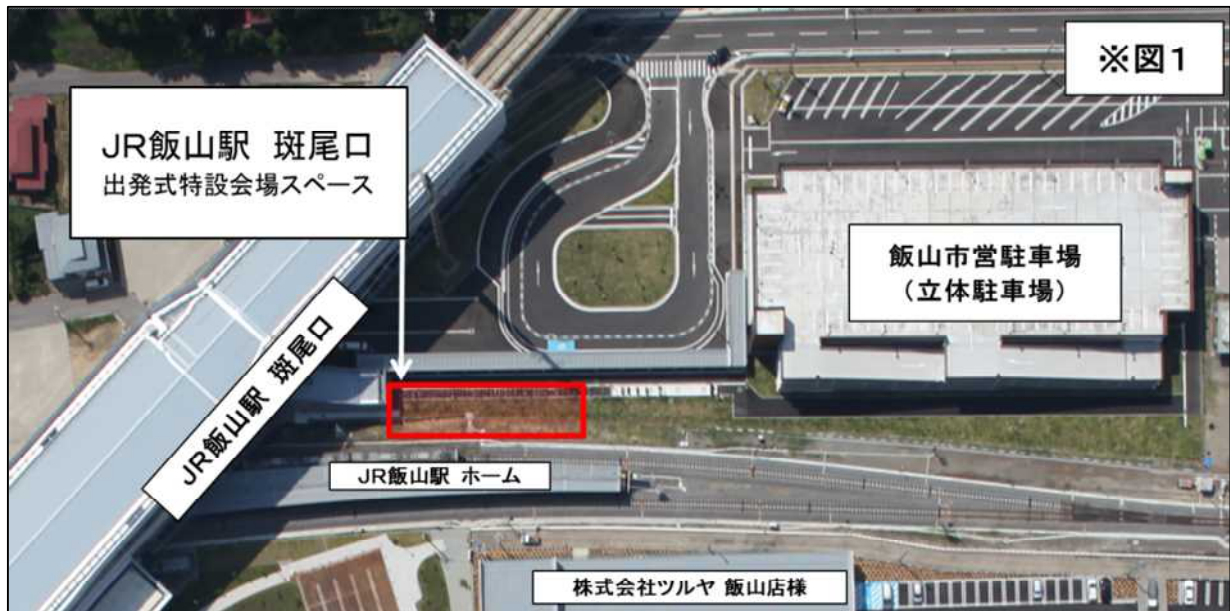 ※図1
JR飯山駅 斑尾口
出発式特設会場スペース
飯山市営駐車場
(立体駐車場)
JR飯山駅 斑尾口
JR飯山駅 ホーム
株式会社ツルヤ 飯山店様